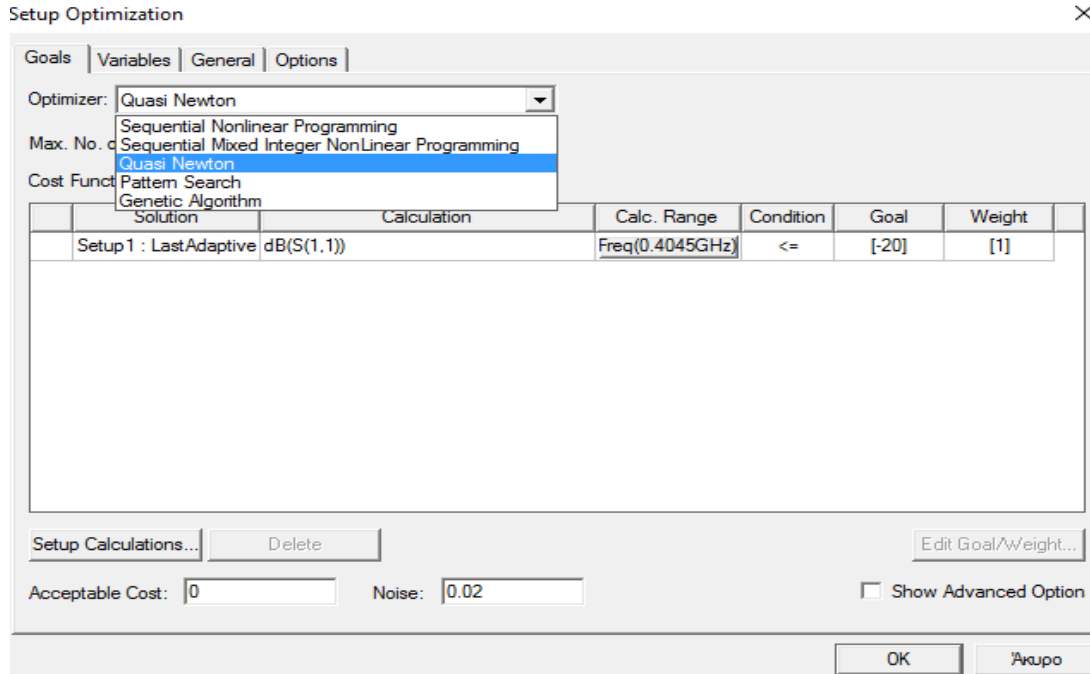 Setup Optimization
Goals Variables General Options
Optimizer: Quasi Newton
Sequential Nonlinear Programming
Max. No. Sequential Mixed Integer NonLinear Programming
Quasi Newton
Pattern Search
Cost Funct
Genetic Algorithm
Solution Calculation Calc. Range Condition Goal Weight
Setup1 : LastAdaptive dB(S(1,1)) Freq(0.4045GHz) <= [-20] [1]
Setup Calculations... Delete Edit Goal/Weight...
Acceptable Cost: 0 Noise: 0.02 Show Advanced Option
OK Άκυρο